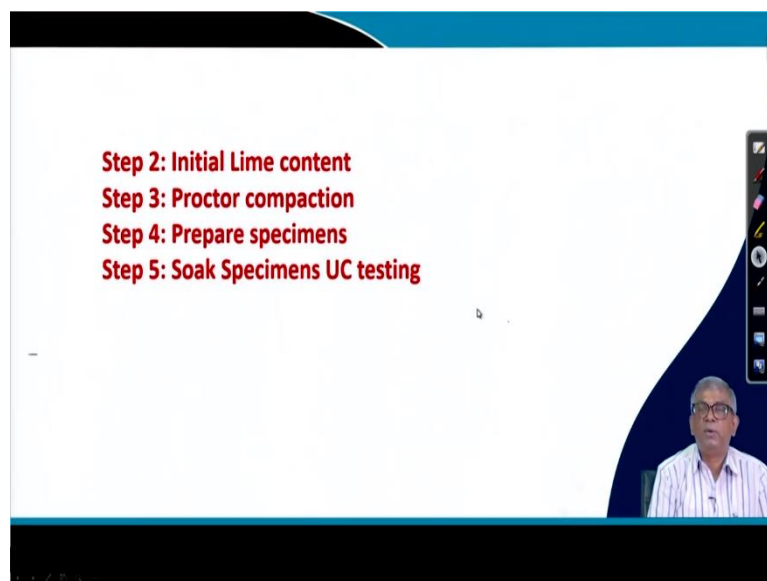 Step 2: Initial Lime content
Step 3: Proctor compaction
Step 4: Prepare specimens
Step 5: Soak Specimens UC testing